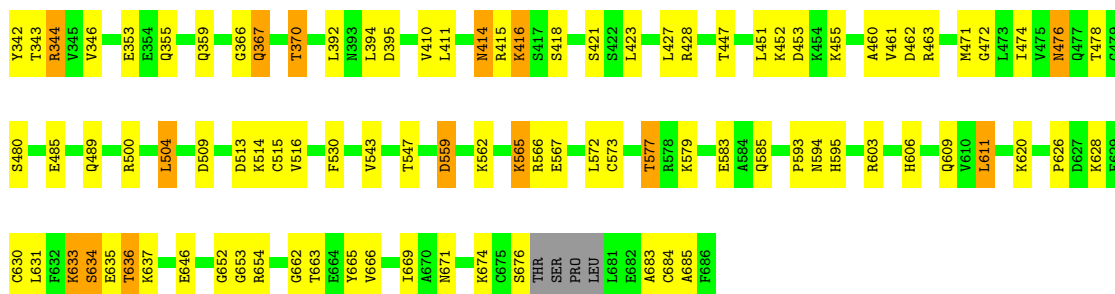 Y342 T343 R344 V345 V346 E353 E354 Q355 Q359 G366 Q367 T370 L392 N393 L394 D395 V410 L411 N414 R415 K416 S417 S418 S421 S422 L423 L427 R428 T447 L451 K452 D453 K454 K455 A460 V461 D462 R463 M471 G472 L473 I474 V475 N476 Q477 T478
S480 E485 Q489 R500 L504 D509 D513 K514 C515 V516 F530 V543 T547 D559 K562 K565 R566 E567 L572 C573 T577 R578 K579 E583 A584 Q585 P593 N594 H595 R603 H606 Q609 V610 L611 K620 P626 D627 K628
C630 L631 F632 K633 S634 E635 T636 K637 E646 G652 G653 R654 G662 T663 E664 Y665 V666 I669 A670 N671 K674 C675 S676 THR SER PRO LEU L681 E682 A683 C684 A685 F686